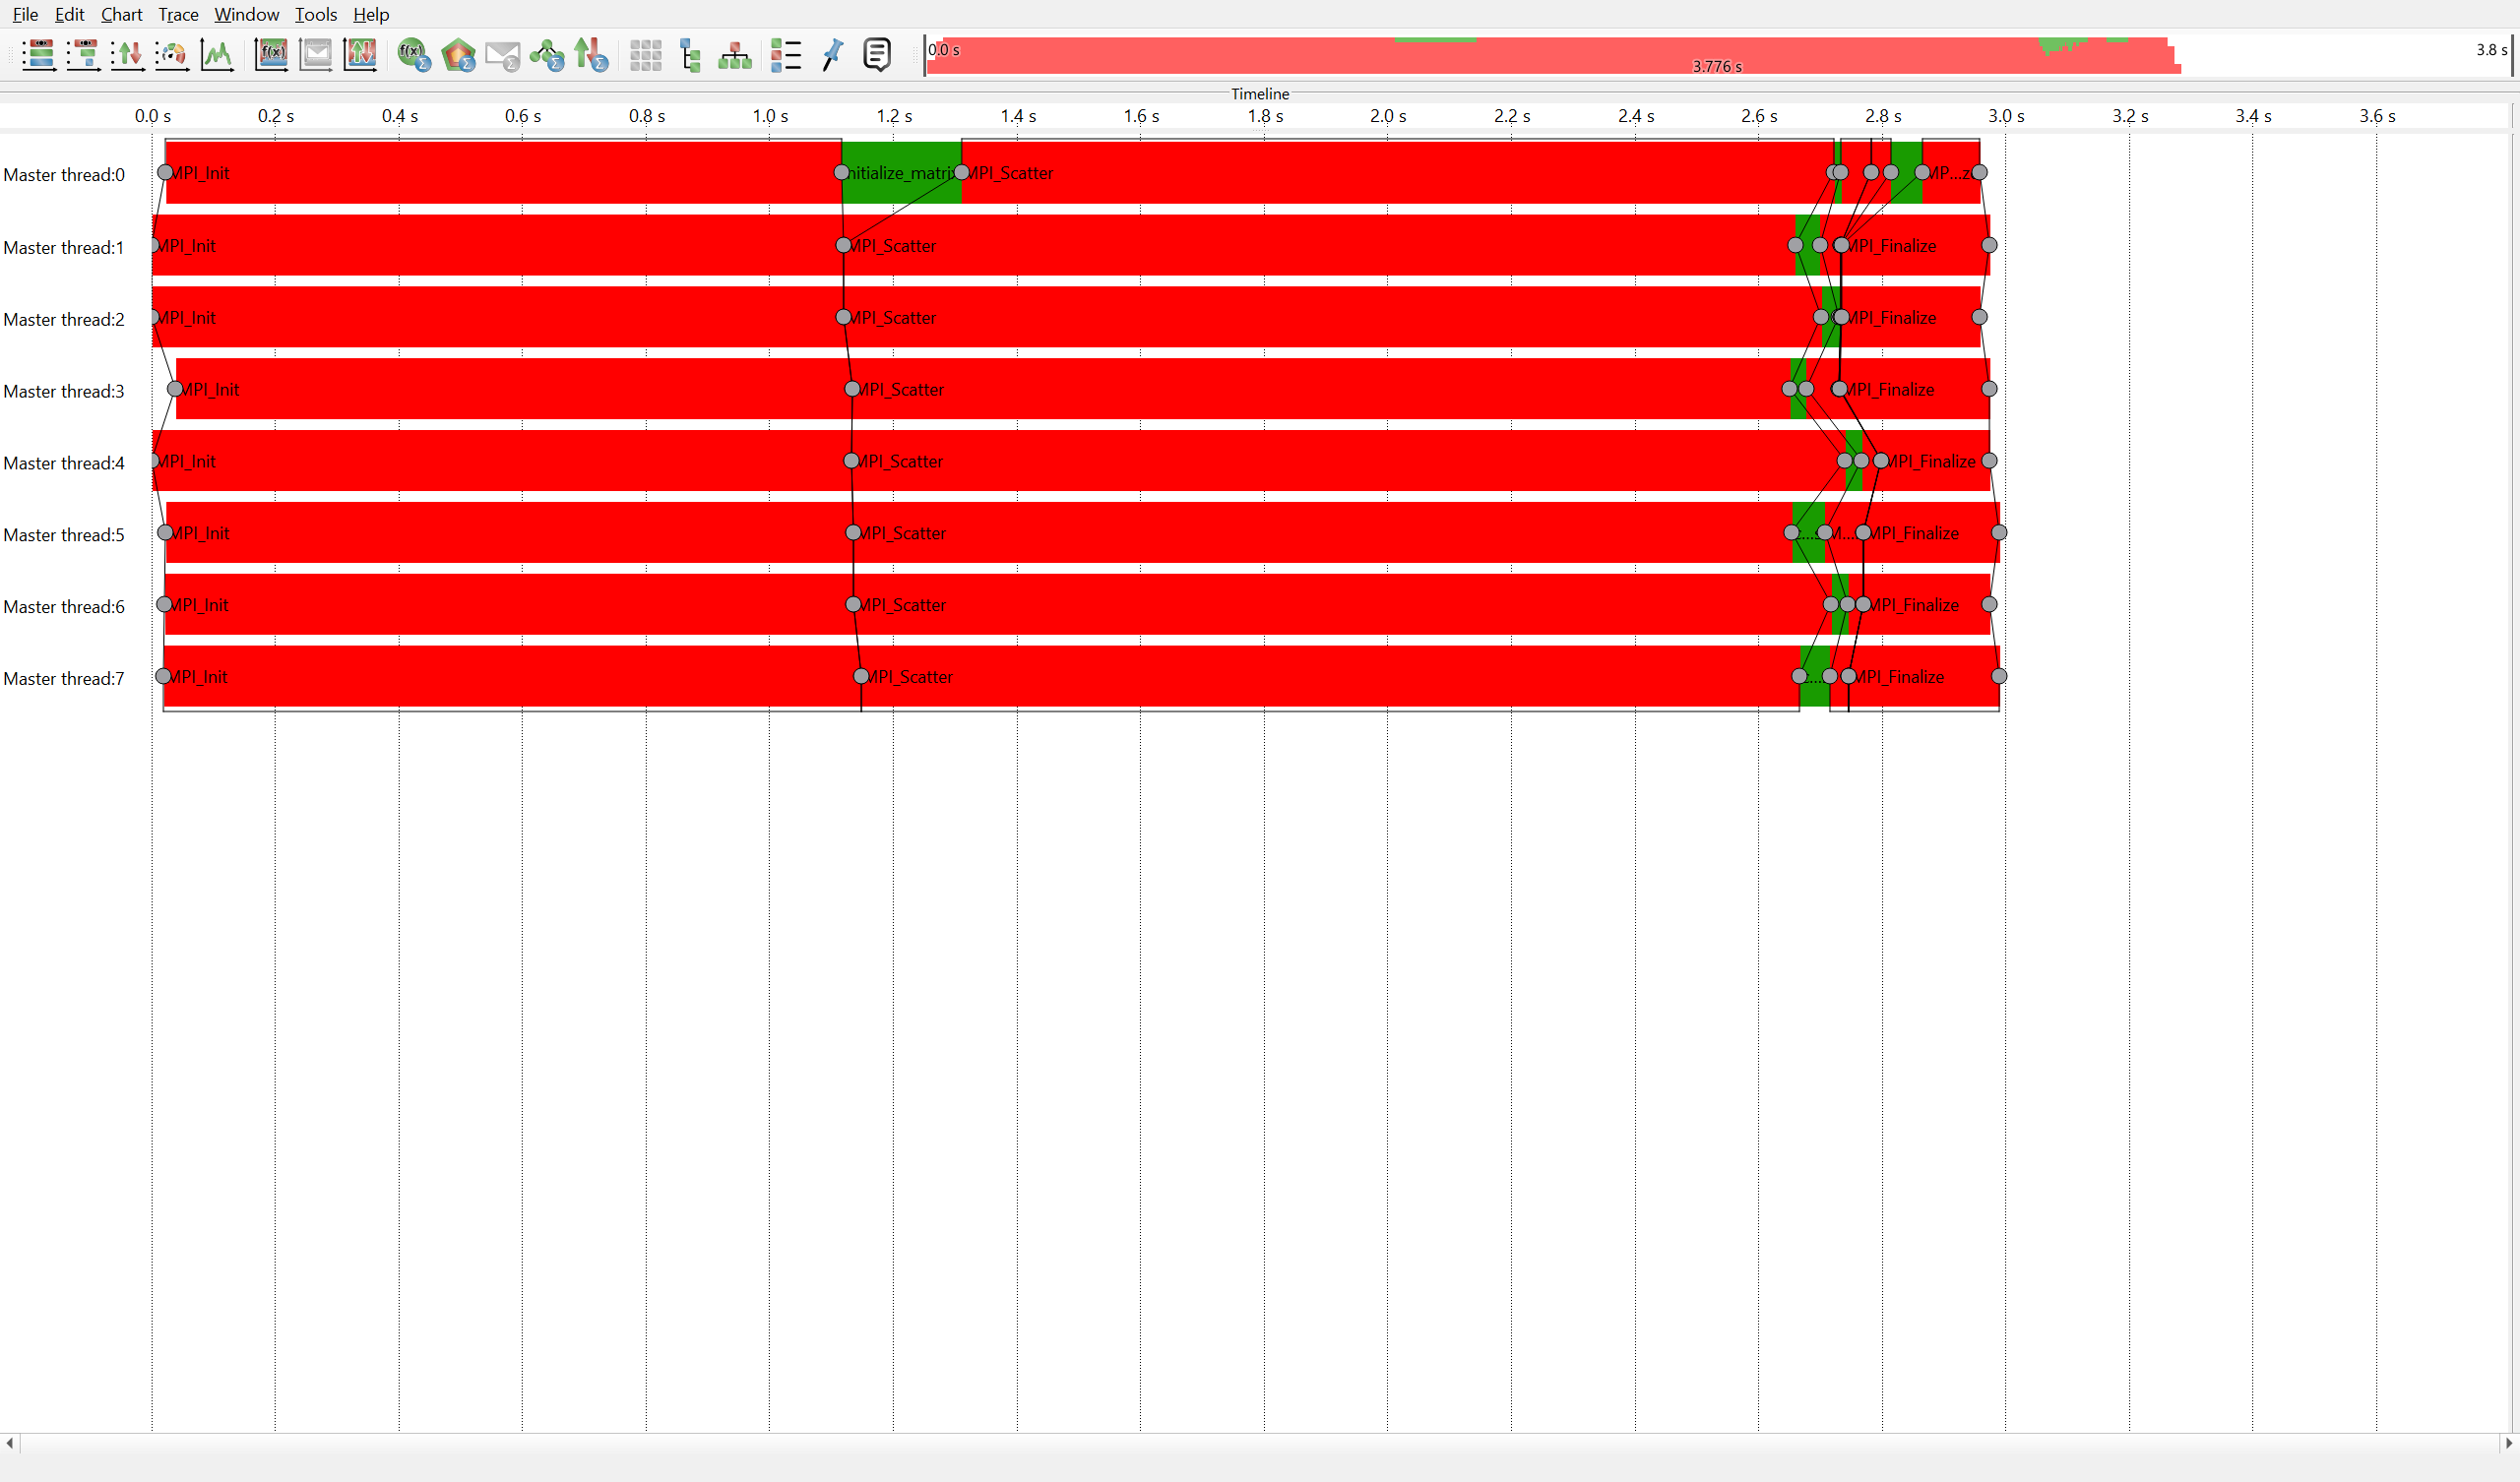 File Edit Chart Trace Window Tools Help
0.0 s 3.8 s
3.776 s
Timeline
0.0 s 0.2 s 0.4 s 0.6 s 0.8 s 1.0 s 1.2 s 1.4 s 1.6 s 1.8 s 2.0 s 2.2 s 2.4 s 2.6 s 2.8 s 3.0 s 3.2 s 3.4 s 3.6 s
Master thread:0 MPI_Init nitialize_matri MPI_Scatter MP...z
Master thread:1 MPI_Init MPI_Scatter MPI_Finalize
Master thread:2 MPI_Init MPI_Scatter MPI_Finalize
Master thread:3 MPI_Init MPI_Scatter MPI_Finalize
Master thread:4 MPI_Init MPI_Scatter MPI_Finalize
Master thread:5 MPI_Init MPI_Scatter M... MPI_Finalize
Master thread:6 MPI_Init MPI_Scatter MPI_Finalize
Master thread:7 MPI_Init MPI_Scatter MPI_Finalize